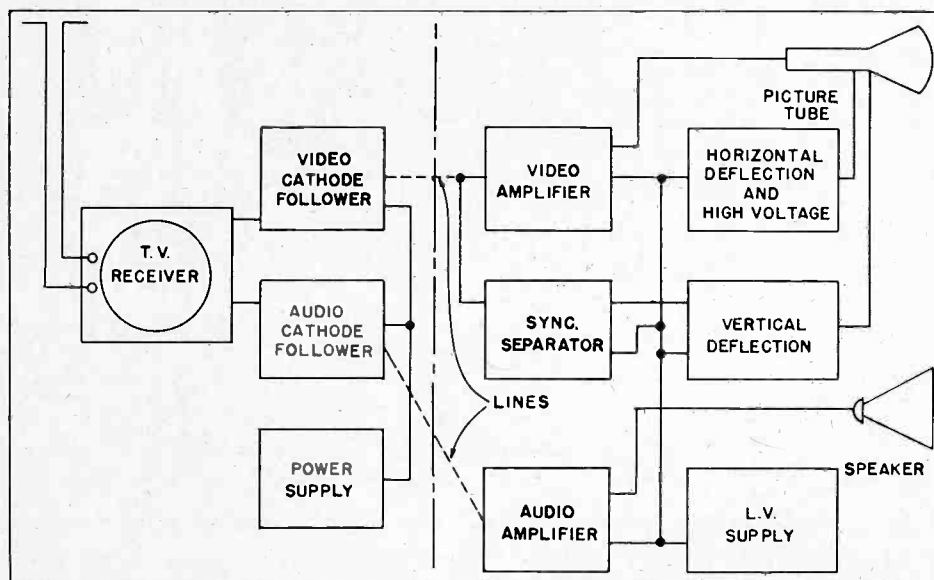 T.V.
RECEIVER
VIDEO
CATHODE
FOLLOWER
AUDIO
CATHODE
FOLLOWER
POWER
SUPPLY
LINES
VIDEO
AMPLIFIER
SYNC.
SEPARATOR
AUDIO
AMPLIFIER
PICTURE
TUBE
HORIZONTAL
DEFLECTION
AND
HIGH VOLTAGE
VERTICAL
DEFLECTION
SPEAKER
L.V.
SUPPLY